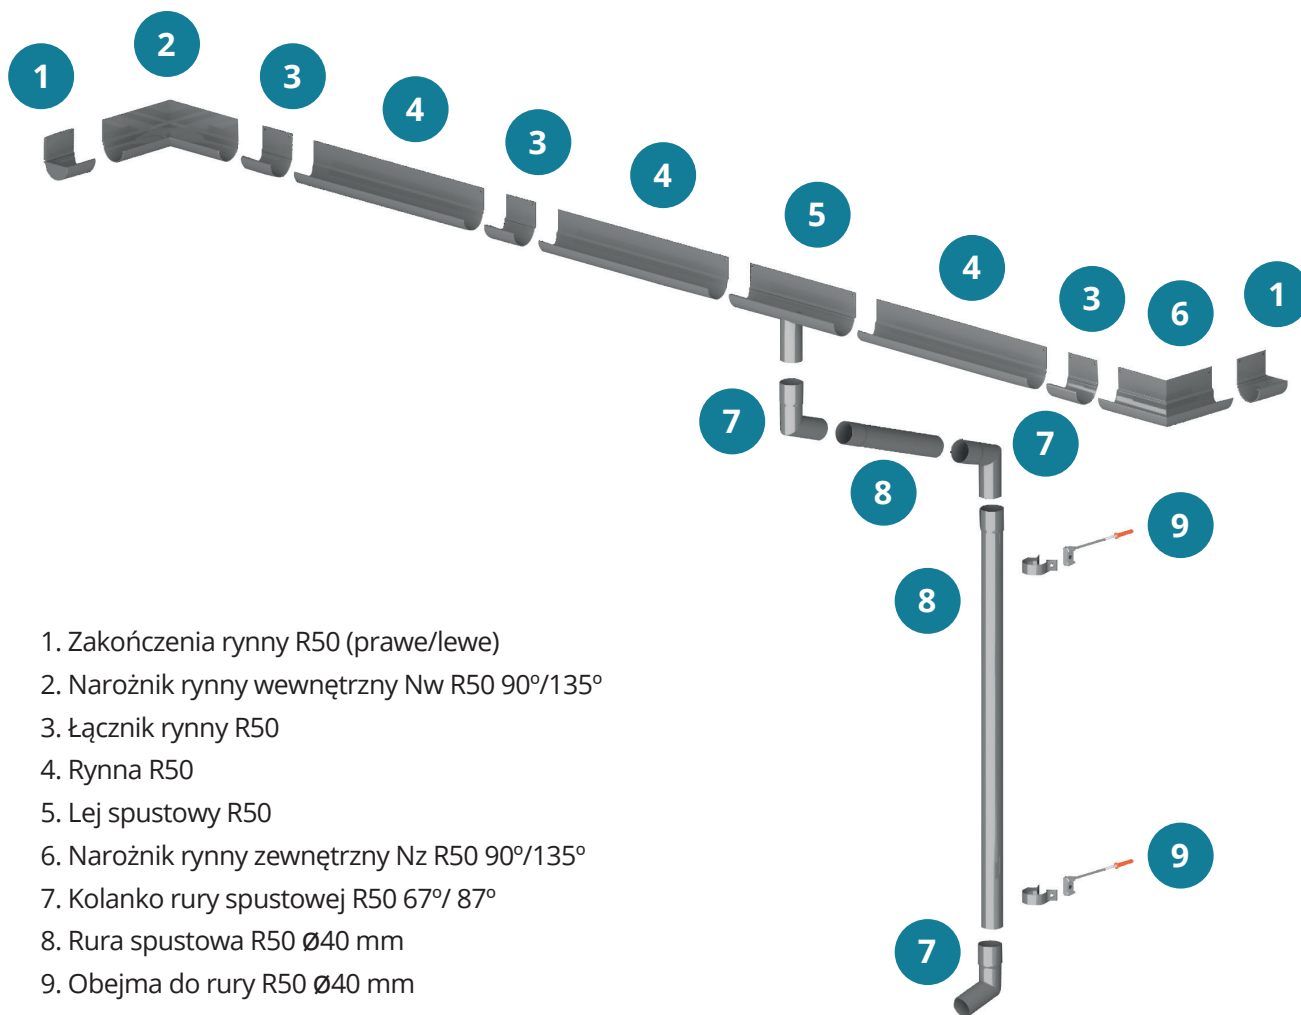 2
1
3
4
3
4
5
4
3
6
1
7
7
8
9
8
9
7
1. Zakończenia rynny R50 (prawe/lewe)
2. Narożnik rynny wewnętrzny Nw R50 90º/135º
3. Łącznik rynny R50
4. Rynna R50
5. Lej spustowy R50
6. Narożnik rynny zewnętrzny Nz R50 90º/135º
7. Kolanko rury spustowej R50 67º/ 87º
8. Rura spustowa R50 Ø40 mm
9. Obejma do rury R50 Ø40 mm